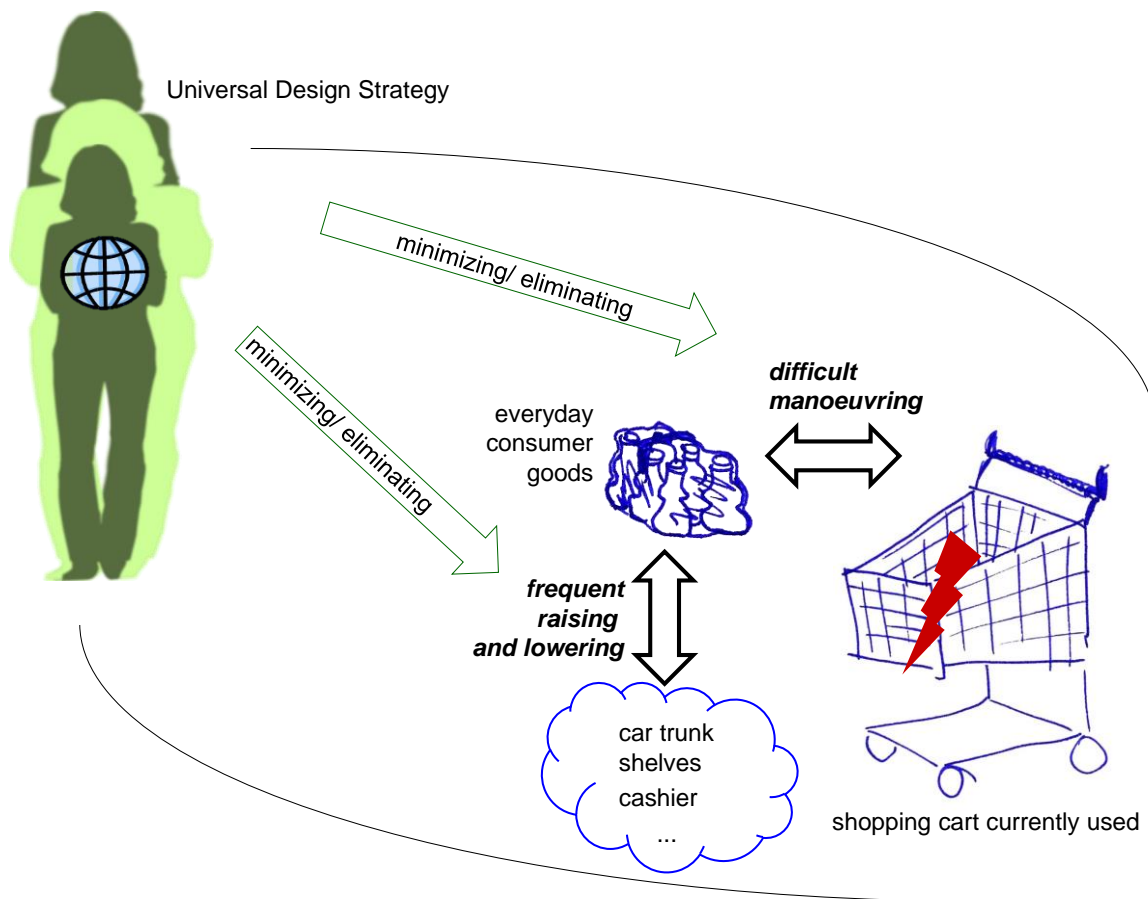 Universal Design Strategy
minimizing/ eliminating
minimizing/ eliminating
difficult
manoeuvring
everyday
consumer
goods
frequent
raising
and lowering
car trunk
shelves
cashier
...
shopping cart currently used